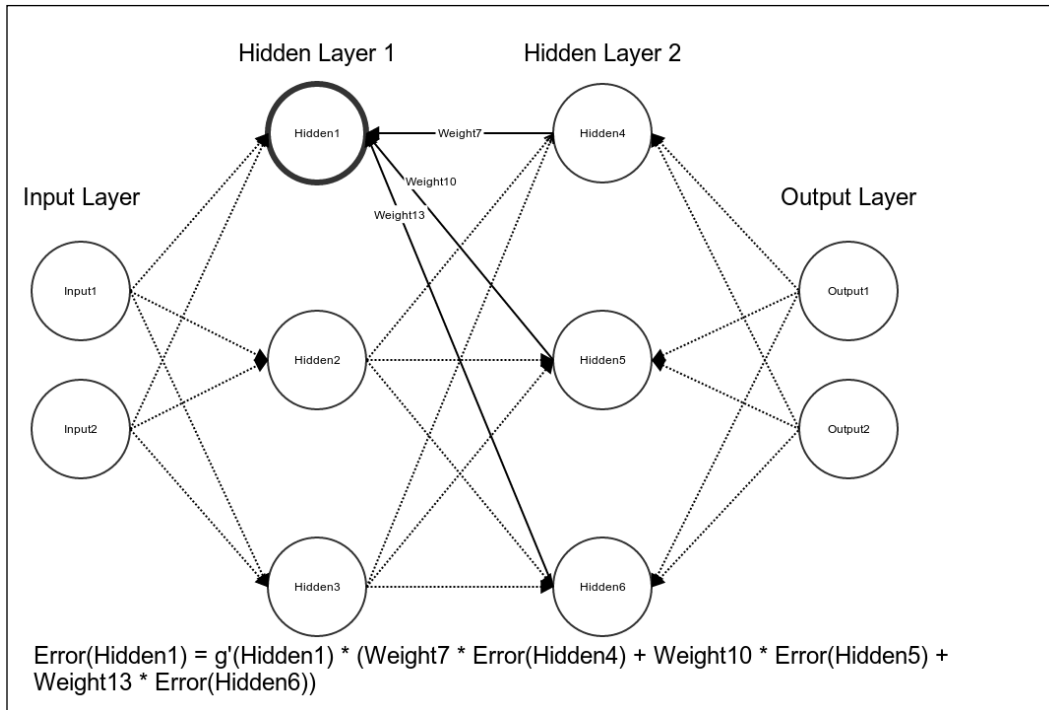 Hidden Layer 1
Hidden Layer 2
Hidden1
Weight7
Hidden4
Weight10
Input Layer
Weight13
Output Layer
Input1
Output1
Hidden2
Hidden5
Input2
Output2
Hidden3
Hidden6
Error(Hidden1) = g'(Hidden1) * (Weight7 * Error(Hidden4) + Weight10 * Error(Hidden5) +
Weight13 * Error(Hidden6))